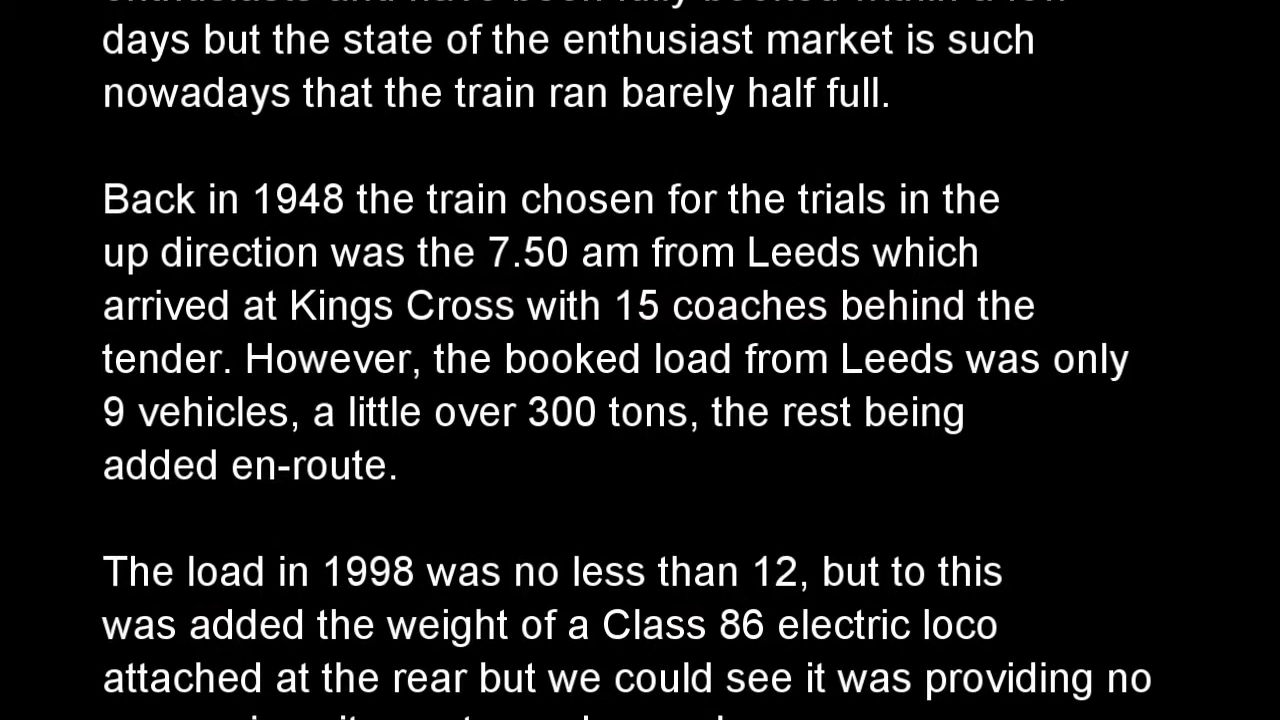 days but the state of the enthusiast market is such
nowadays that the train ran barely half full.
Back in 1948 the train chosen for the trials in the
up direction was the 7.50 am from Leeds which
arrived at Kings Cross with 15 coaches behind the
tender. However, the booked load from Leeds was only
9 vehicles, a little over 300 tons, the rest being
added en-route.
The load in 1998 was no less than 12, but to this
was added the weight of a Class 86 electric loco
attached at the rear but we could see it was providing no